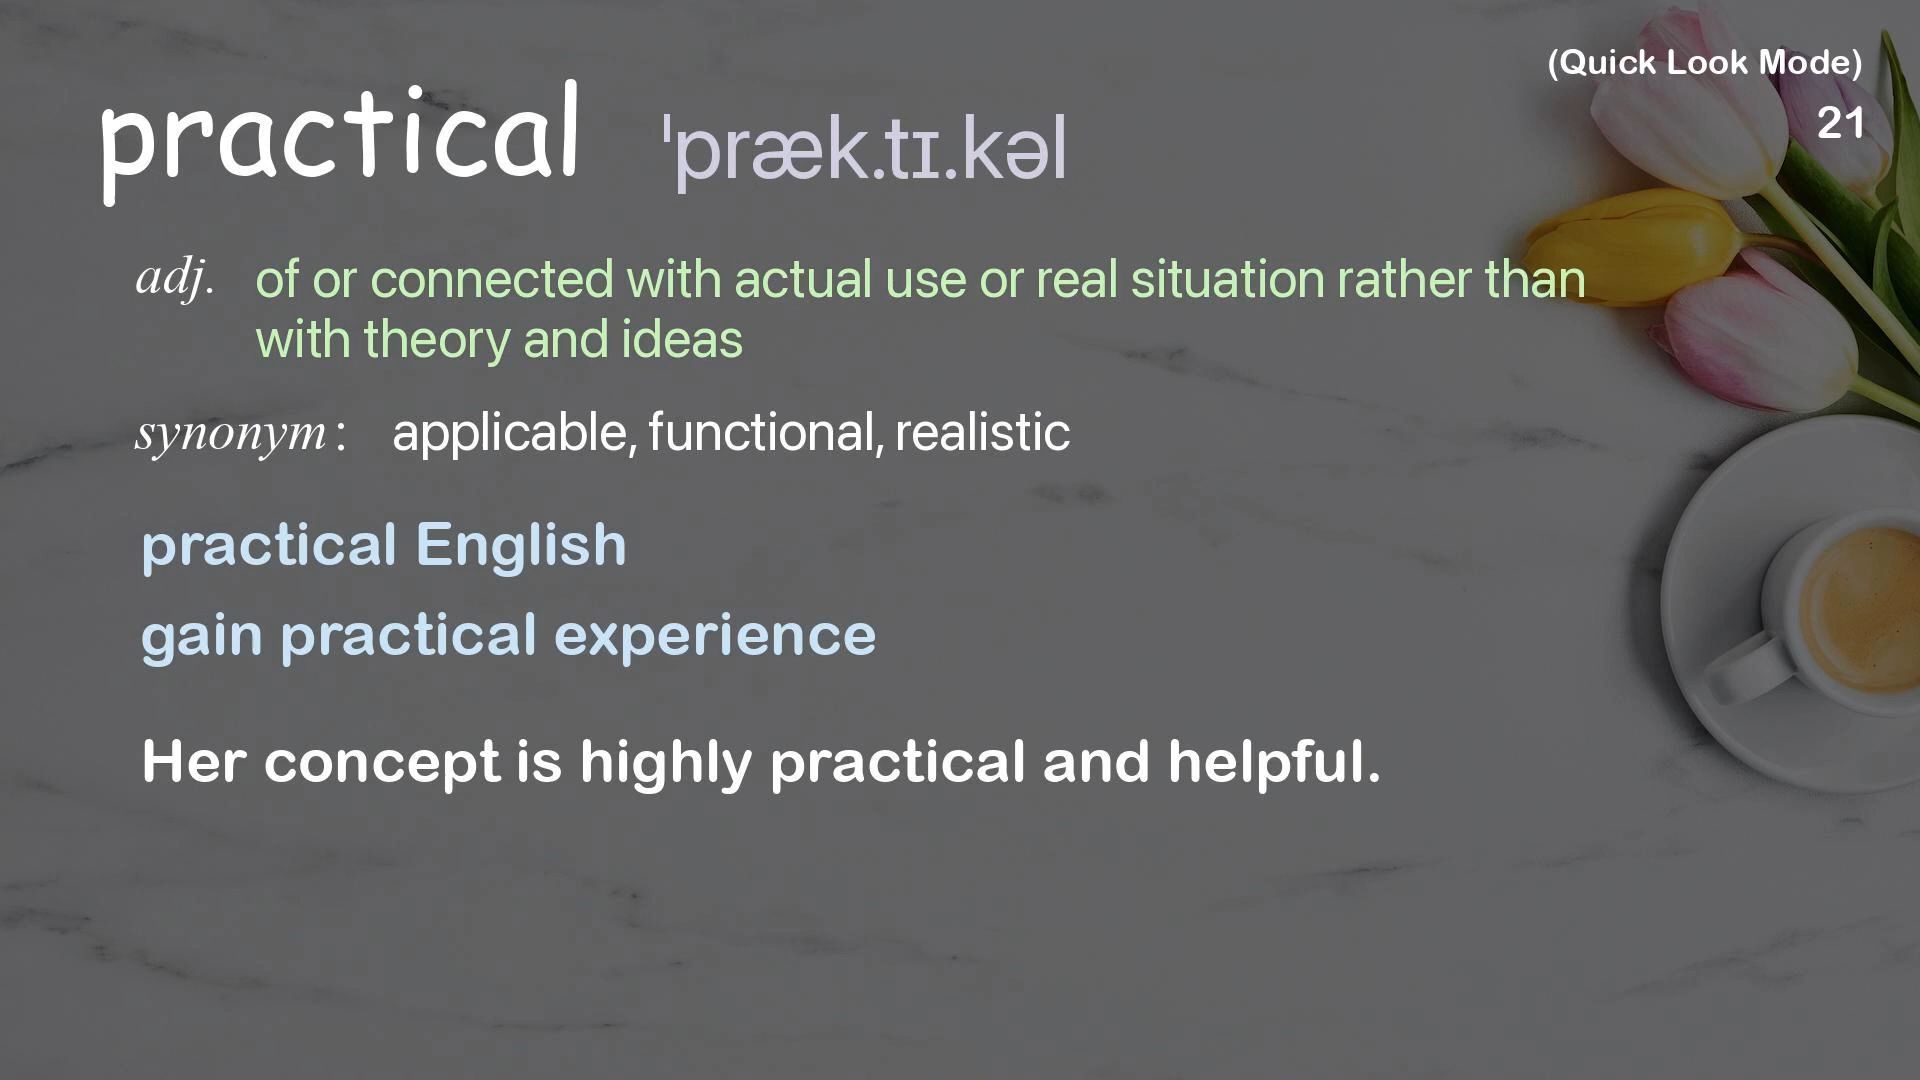 (Quick Look Mode)
21
practical ˈpræk.tɪ.kəl
adj. of or connected with actual use or real situation rather than
with theory and ideas
synonym: applicable, functional, realistic
practical English
gain practical experience
Her concept is highly practical and helpful.